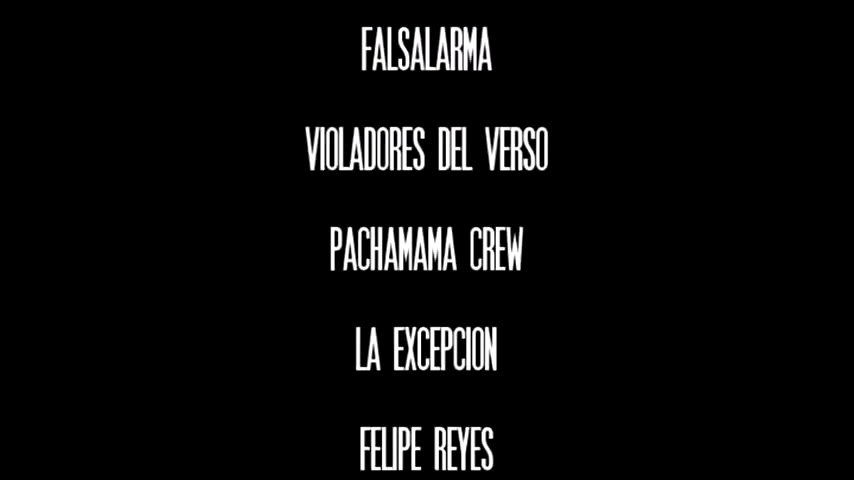 FALSALARMA
VIOLADORES DEL VERSO
PACHAMAMA CREW
LA EXCEPCION
FELIPE REYES